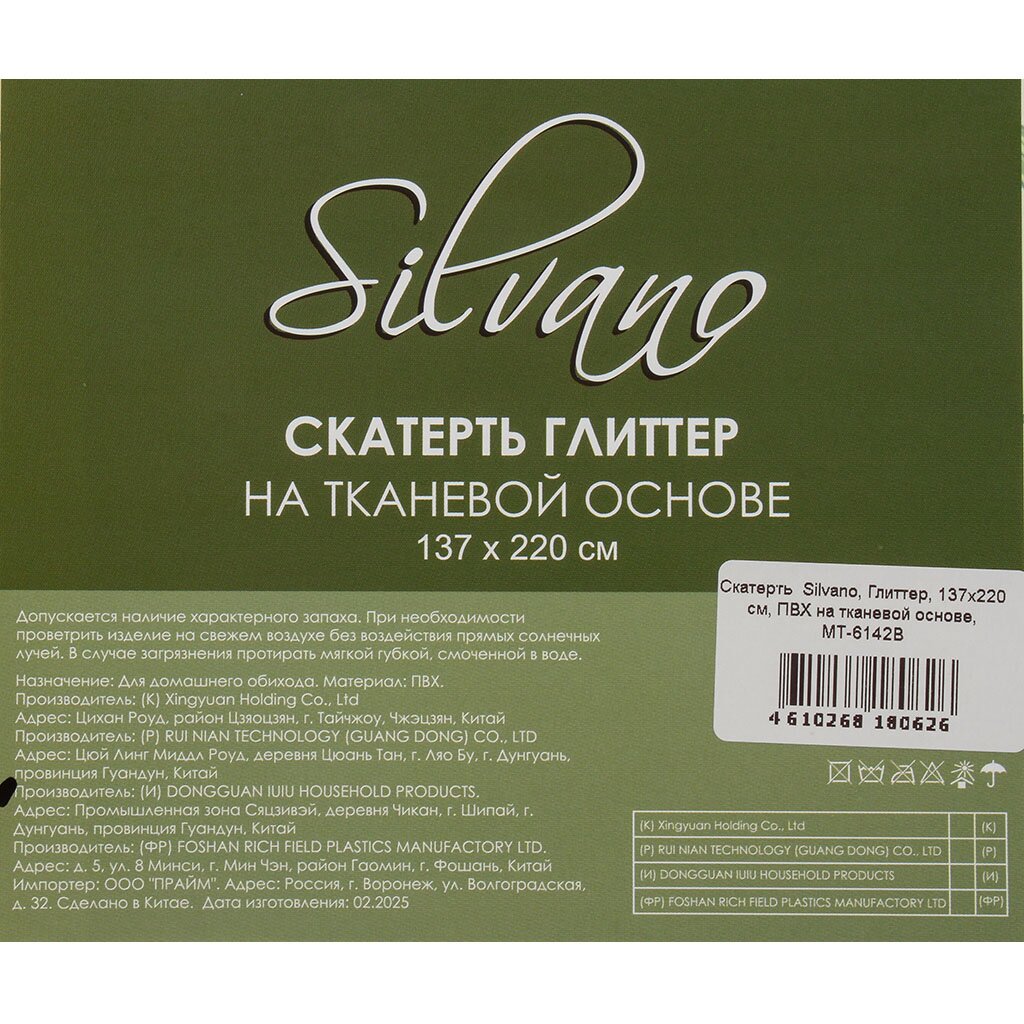 Silvano
СКАТЕРТЬ ГЛИТТЕР
НА ТКАНЕВОЙ ОСНОВЕ
137 x 220 см
Скатерть Silvano, Глиттер, 137х220
см, ПВХ на тканевой основе,
МТ-6142В
4 610268 180626
Допускается наличие характерного запаха. При необходимости
проветрить изделие на свежем воздухе без воздействия прямых солнечных
лучей. В случае загрязнения протирать мягкой губкой, смоченной в воде.
Назначение: Для домашнего обихода. Материал: ПВХ.
Производитель: (К) Xingyuan Holding Co., Ltd
Адрес: Цихан Роуд, район Цзяоцзян, г. Тайчжоу, Чжэцзян, Китай
Производитель: (Р) RUI NIAN TECHNOLOGY (GUANG DONG) CO., LTD
Адрес: Цюй Линг Миддл Роуд, деревня Цюань Тан, г. Ляо Бу, г. Дунгуань,
провинция Гуандун, Китай
Производитель: (И) DONGGUAN IUIU HOUSEHOLD PRODUCTS.
Адрес: Промышленная зона Сяцзивэй, деревня Чикан, г. Шипай, г.
Дунгуань, провинция Гуандун, Китай
Производитель: (ФР) FOSHAN RICH FIELD PLASTICS MANUFACTORY LTD.
Адрес: д. 5, ул. 8 Минси, г. Мин Чэн, район Гаомин, г. Фошань, Китай
Импортер: ООО "ПРАЙМ". Адрес: Россия, г. Воронеж, ул. Волгоградская,
д. 32. Сделано в Китае. Дата изготовления: 02.2025
(К) Xingyuan Holding Co., Ltd (К)
(Р) RUI NIAN TECHNOLOGY (GUANG DONG) CO., LTD (Р)
(И) DONGGUAN IUIU HOUSEHOLD PRODUCTS (И)
(ФР) FOSHAN RICH FIELD PLASTICS MANUFACTORY LTD (ФР)